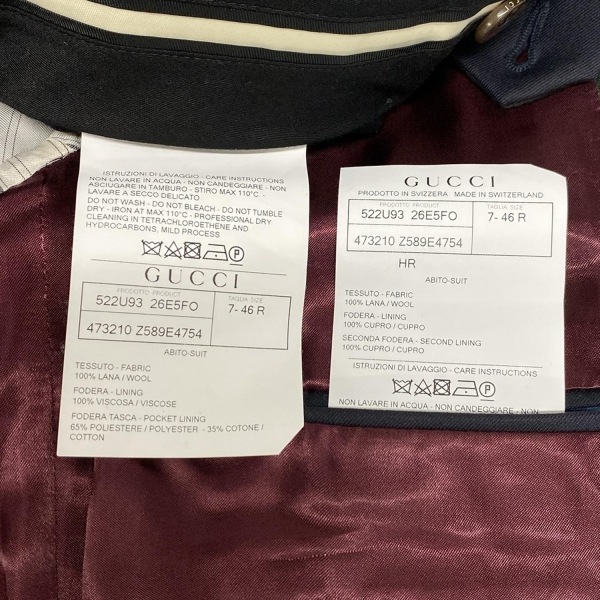 ISTRUZIONI DI LAVAGGIO - CARE INSTRUCTIONS
NON LAVARE IN ACQUA - NON CANDEGGIARE - NON
ASCIUGARE IN TAMBURO - STIRO MAX 110°C. -
LAVARE A SECCO DELICATO
DO NOT WASH - DO NOT BLEACH - DO NOT TUMBLE
DRY - IRON AT MAX 110°C - PROFESSIONAL DRY
CLEANING IN TETRACHLOROETHENE AND
HYDROCARBONS, MILD PROCESS
P
GUCCI
PRODOTTO PRODUCT
522U93 26E5FO
473210 Z589E4754
TAGLIA SIZE
7- 46 R
ABITO-SUIT
TESSUTO - FABRIC
100% LANA / WOOL
FODERA - LINING
100% VISCOSA / VISCOSE
FODERA TASCA - POCKET LINING
65% POLIESTERE / POLYESTER - 35% COTONE /
COTTON
GUCCI
PRODOTTO IN SVIZZERA MADE IN SWITZERLAND
PRODOTTO PRODUCT
522U93 26E5FO
473210 Z589E4754
TAGLIA SIZE
7- 46 R
HR
ABITO-SUIT
TESSUTO - FABRIC
100% LANA / WOOL
FODERA - LINING
100% CUPRO / CUPRO
SECONDA FODERA - SECOND LINING
100% CUPRO / CUPRO
ISTRUZIONI DI LAVAGGIO - CARE INSTRUCTIONS
P
NON LAVARE IN ACQUA - NON CANDEGGIARE - NON